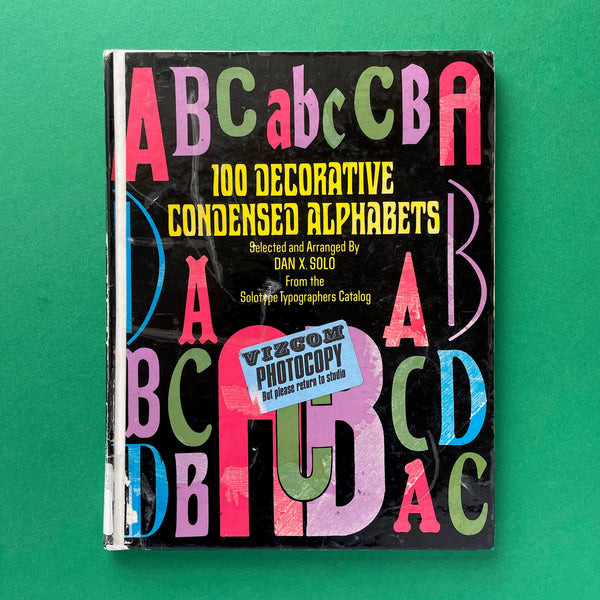 A B C a b c C B A
100 DECORATIVE
CONDENSED ALPHABETS
Selected and Arranged By
DAN X. SOLO
From the
Solotype Typographers Catalog
D B
A A
VIZCOM
PHOTOCOPY
But please return to studio
B C A C B C D
D B A C